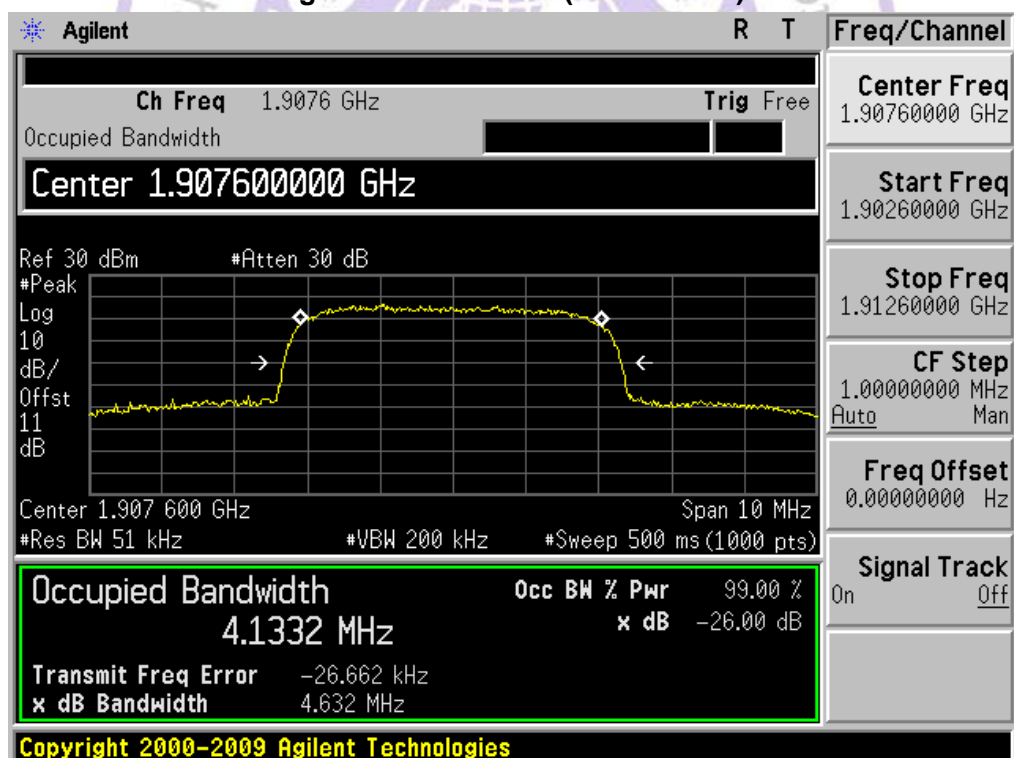 Agilent R T
Freq/Channel
Ch Freq 1.9076 GHz Trig Free
Occupied Bandwidth
Center 1.907600000 GHz
Ref 30 dBm #Atten 30 dB
#Peak
Log
10
dB/
Offst
11
dB
Center 1.907 600 GHz Span 10 MHz
#Res BW 51 kHz #VBW 200 kHz #Sweep 500 ms (1000 pts)
Occupied Bandwidth Occ BW % Pwr 99.00 %
4.1332 MHz x dB -26.00 dB
Transmit Freq Error -26.662 kHz
x dB Bandwidth 4.632 MHz
Center Freq
1.90760000 GHz
Start Freq
1.90260000 GHz
Stop Freq
1.91260000 GHz
CF Step
1.00000000 MHz
Auto Man
Freq Offset
0.00000000 Hz
Signal Track
On Off
Copyright 2000-2009 Agilent Technologies